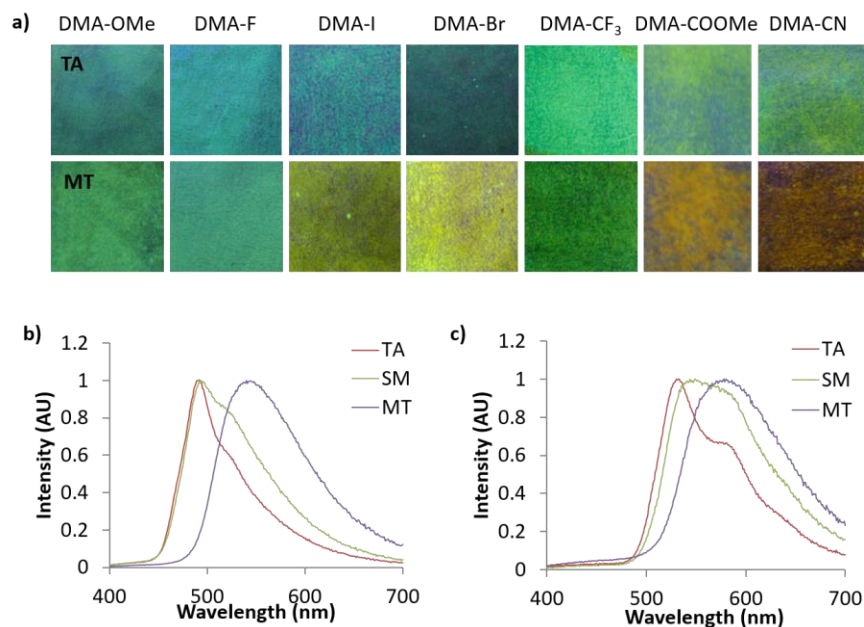 a) DMA-OMe DMA-F DMA-I DMA-Br DMA-CF₃ DMA-COOMe DMA-CN
TA
MT
b)
1.2
1
0.8
0.6
0.4
0.2
0
Intensity (AU)
400 500 600 700
Wavelength (nm)
TA
SM
MT
c)
1.2
1
0.8
0.6
0.4
0.2
0
Intensity (AU)
400 500 600 700
Wavelength (nm)
TA
SM
MT